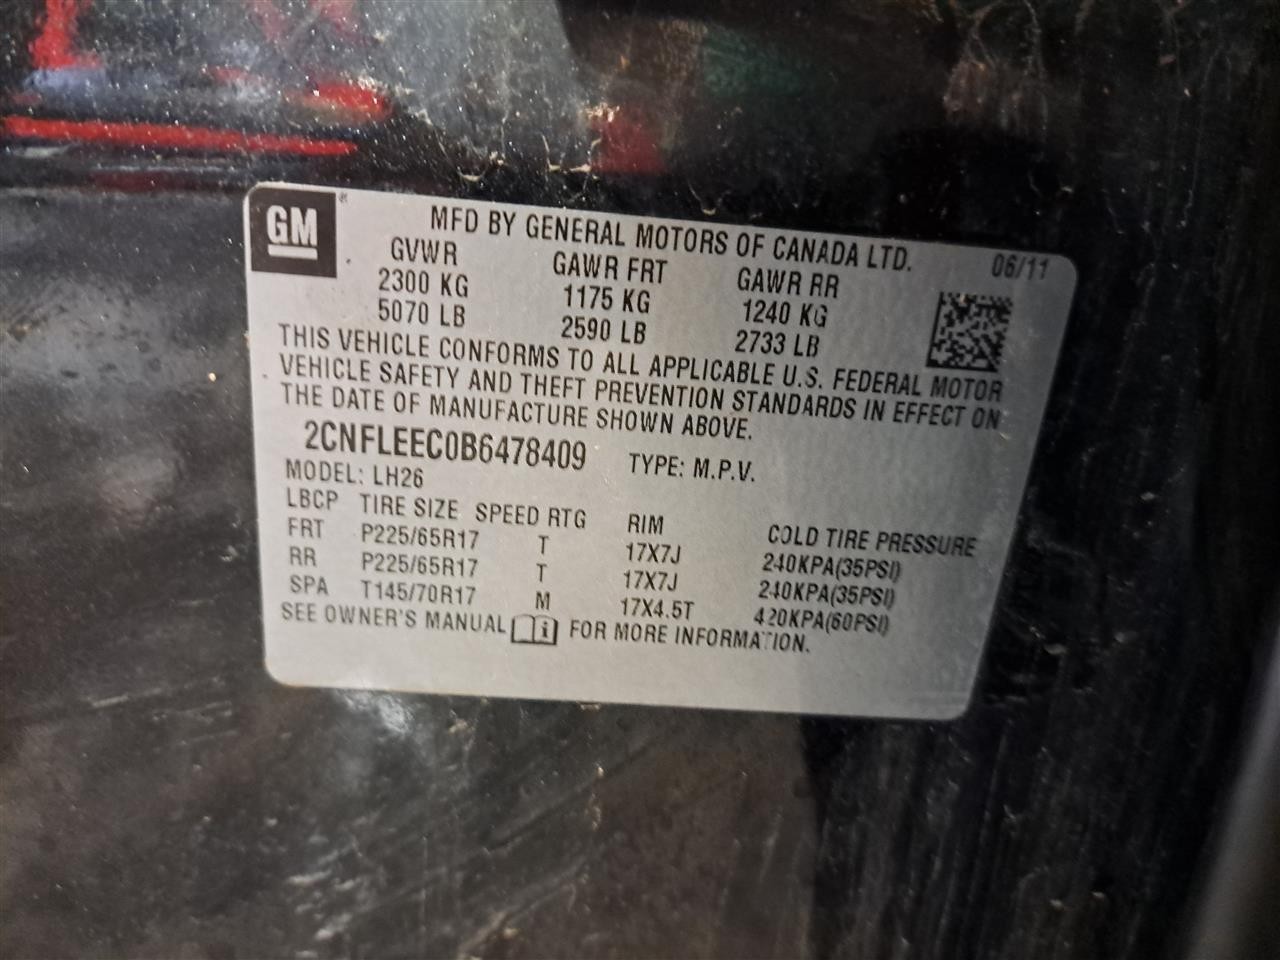 GM ®
MFD BY GENERAL MOTORS OF CANADA LTD.
06/11
GVWR GAWR FRT GAWR RR
2300 KG 1175 KG 1240 KG
5070 LB 2590 LB 2733 LB
THIS VEHICLE CONFORMS TO ALL APPLICABLE U.S. FEDERAL MOTOR
VEHICLE SAFETY AND THEFT PREVENTION STANDARDS IN EFFECT ON
THE DATE OF MANUFACTURE SHOWN ABOVE.
2CNFLEEC0B6478409 TYPE: M.P.V.
MODEL: LH26
LBCP TIRE SIZE SPEED RTG RIM COLD TIRE PRESSURE
FRT P225/65R17 T 17X7J 240KPA(35PSI)
RR P225/65R17 T 17X7J 240KPA(35PSI)
SPA T145/70R17 M 17X4.5T 420KPA(60PSI)
SEE OWNER'S MANUAL i FOR MORE INFORMATION.